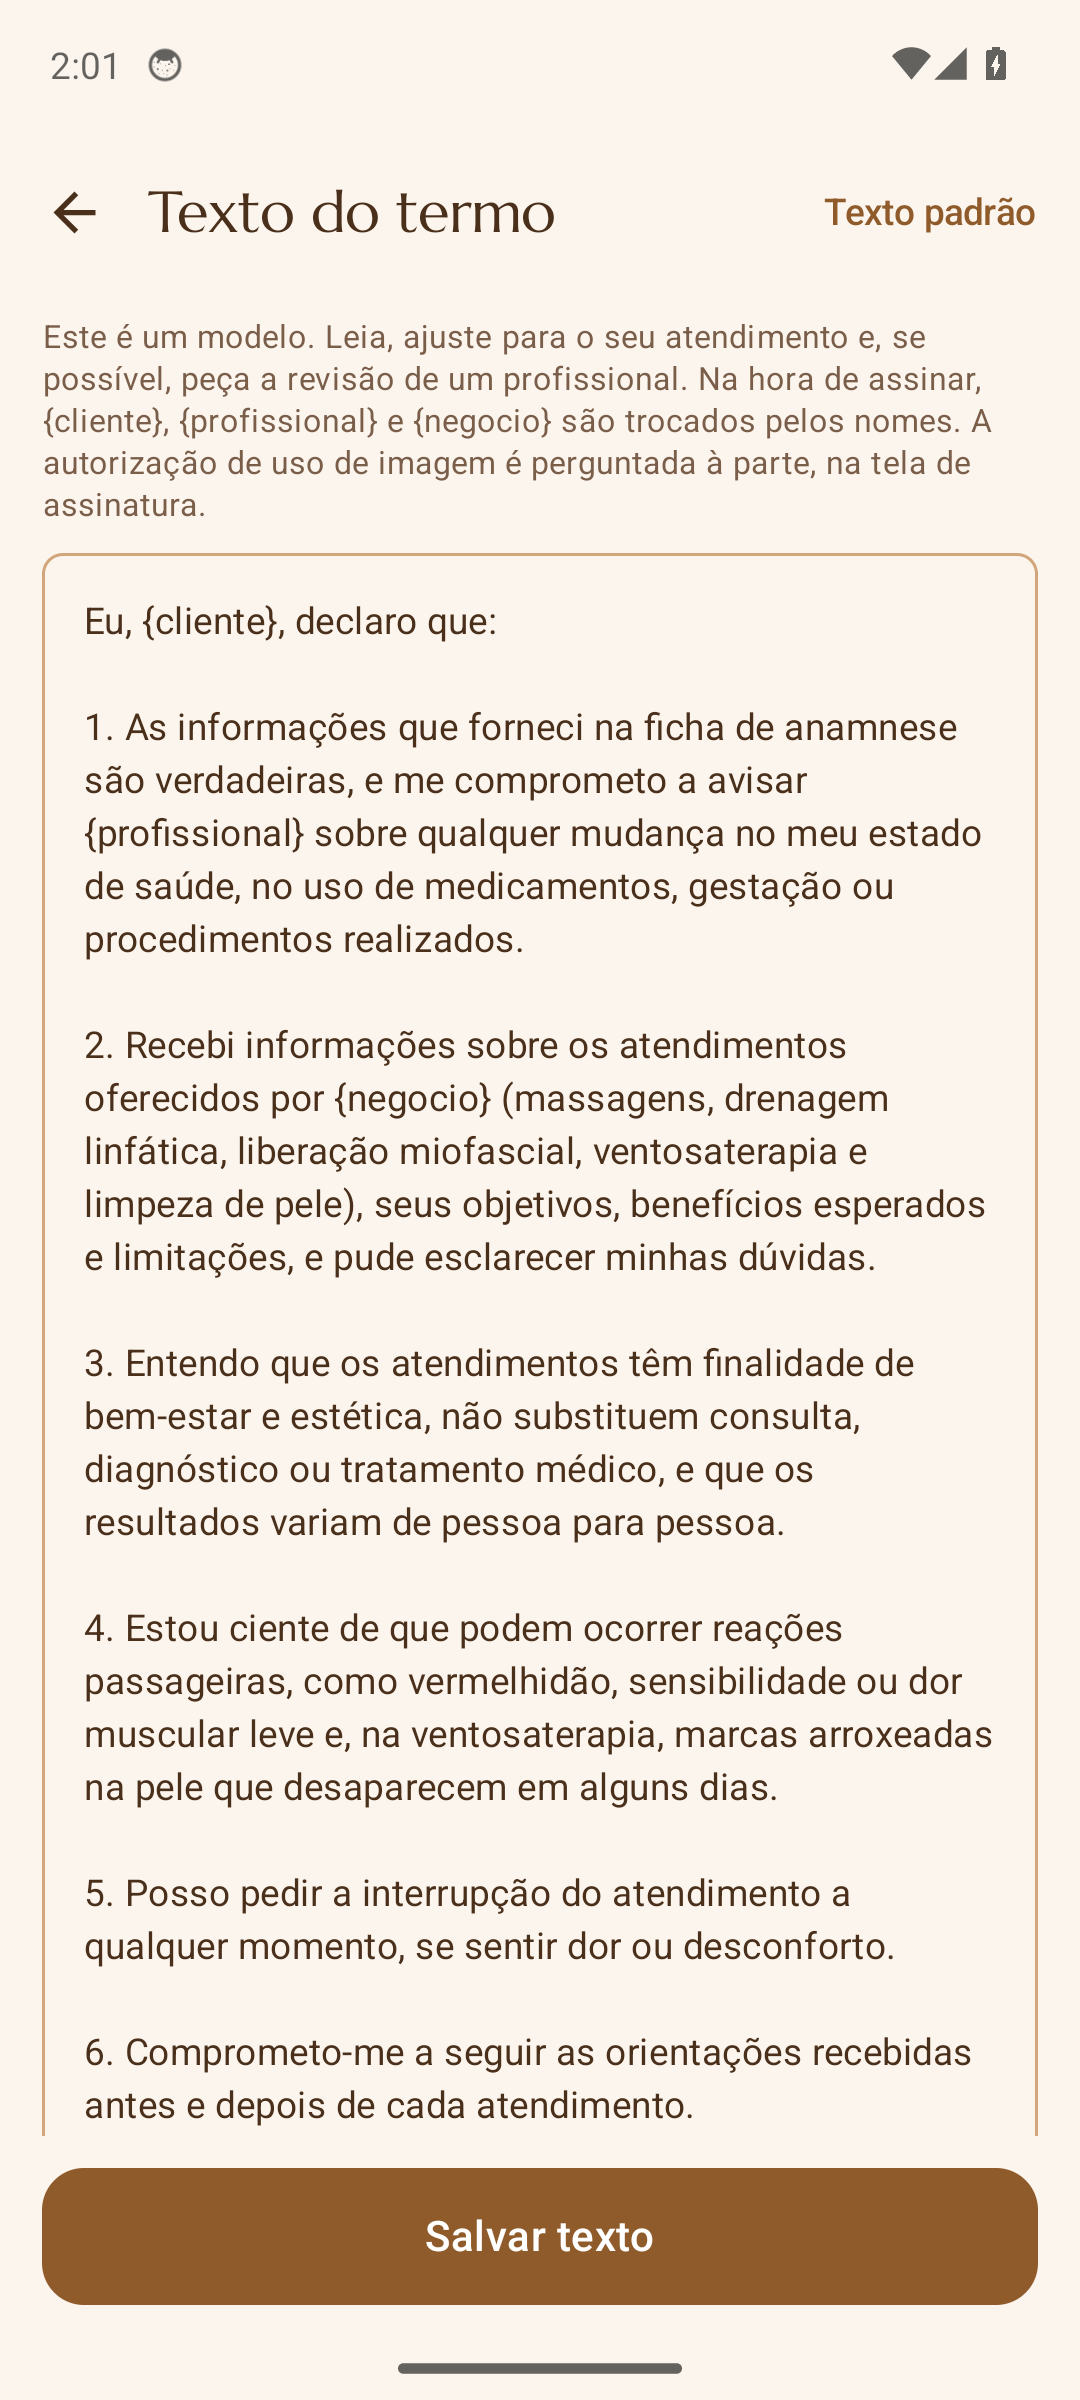 2:01
Texto do termo
Texto padrão
Este é um modelo. Leia, ajuste para o seu atendimento e, se
possível, peça a revisão de um profissional. Na hora de assinar,
{cliente}, {profissional} e {negocio} são trocados pelos nomes. A
autorização de uso de imagem é perguntada à parte, na tela de
assinatura.
Eu, {cliente}, declaro que:
1. As informações que forneci na ficha de anamnese
são verdadeiras, e me comprometo a avisar
{profissional} sobre qualquer mudança no meu estado
de saúde, no uso de medicamentos, gestação ou
procedimentos realizados.
2. Recebi informações sobre os atendimentos
oferecidos por {negocio} (massagens, drenagem
linfática, liberação miofascial, ventosaterapia e
limpeza de pele), seus objetivos, benefícios esperados
e limitações, e pude esclarecer minhas dúvidas.
3. Entendo que os atendimentos têm finalidade de
bem-estar e estética, não substituem consulta,
diagnóstico ou tratamento médico, e que os
resultados variam de pessoa para pessoa.
4. Estou ciente de que podem ocorrer reações
passageiras, como vermelhidão, sensibilidade ou dor
muscular leve e, na ventosaterapia, marcas arroxeadas
na pele que desaparecem em alguns dias.
5. Posso pedir a interrupção do atendimento a
qualquer momento, se sentir dor ou desconforto.
6. Comprometo-me a seguir as orientações recebidas
antes e depois de cada atendimento.
Salvar texto